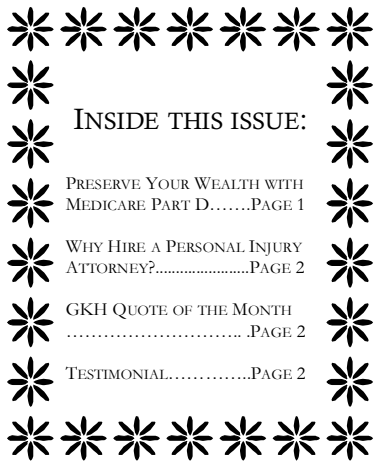 INSIDE THIS ISSUE:
PRESERVE YOUR WEALTH WITH
MEDICARE PART D…….PAGE 1
WHY HIRE A PERSONAL INJURY
ATTORNEY?.......................PAGE 2
GKH QUOTE OF THE MONTH
……………………….. .PAGE 2
TESTIMONIAL…………..PAGE 2